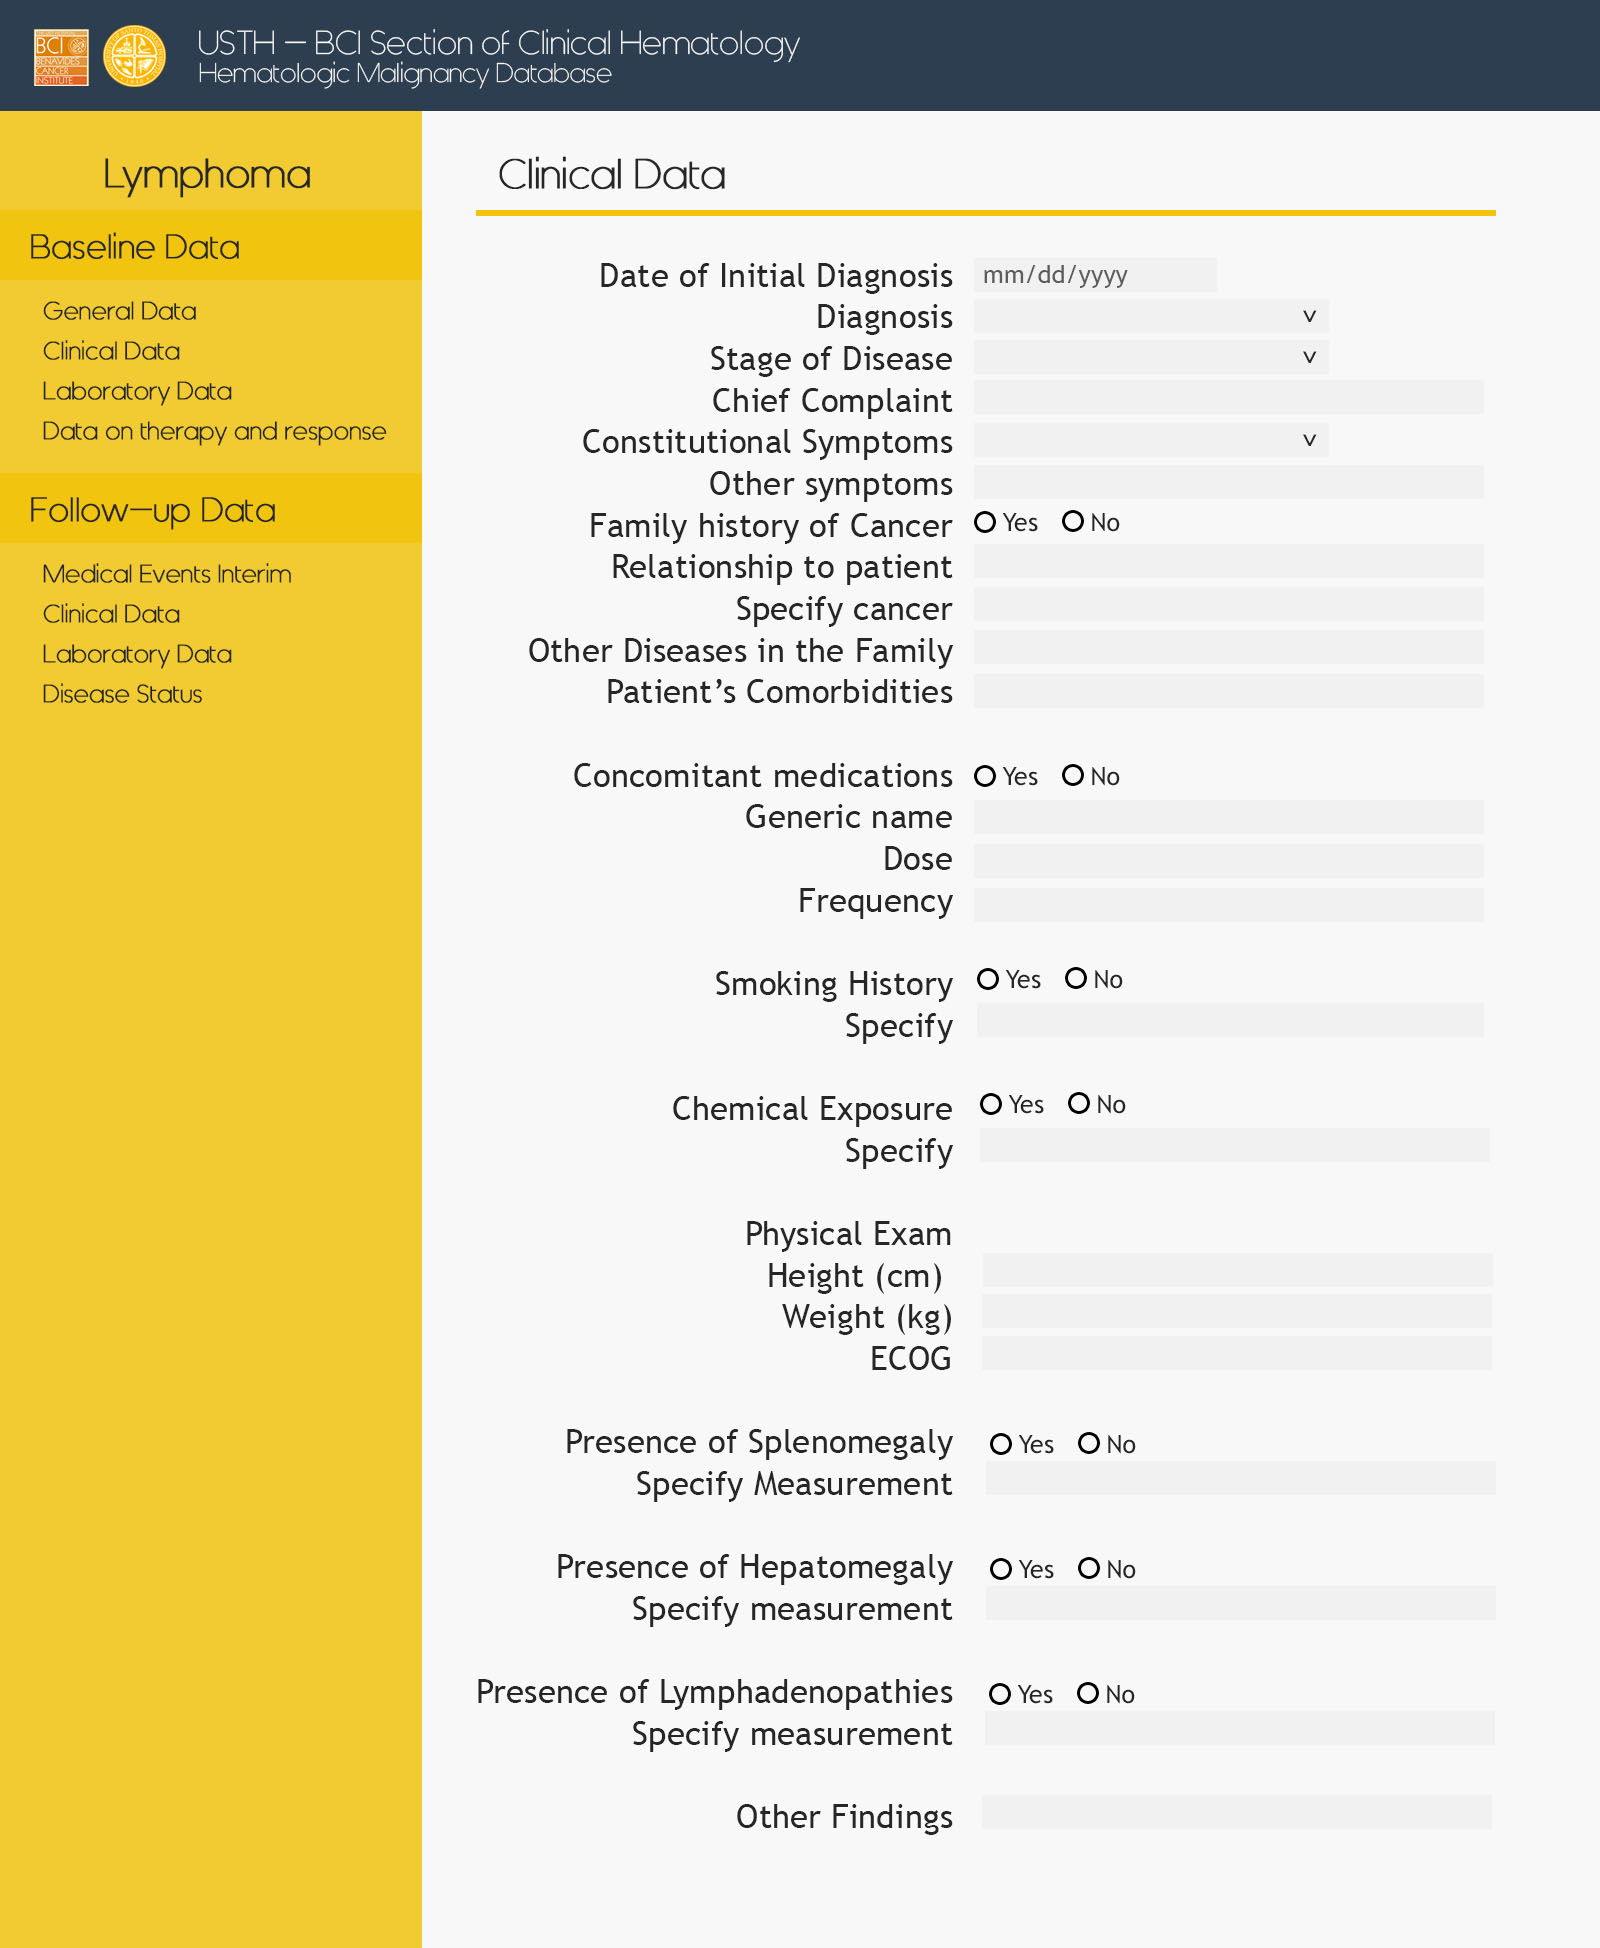 BCI
BENAVIDES
CANCER
INSTITUTE
USTH – BCI Section of Clinical Hematology
Hematologic Malignancy Database
Lymphoma
Baseline Data
General Data
Clinical Data
Laboratory Data
Data on therapy and response
Follow-up Data
Medical Events Interim
Clinical Data
Laboratory Data
Disease Status
Clinical Data
Date of Initial Diagnosis mm/dd/yyyy
Diagnosis
Stage of Disease
Chief Complaint
Constitutional Symptoms
Other symptoms
Family history of Cancer Yes No
Relationship to patient
Specify cancer
Other Diseases in the Family
Patient’s Comorbidities
Concomitant medications Yes No
Generic name
Dose
Frequency
Smoking History Yes No
Specify
Chemical Exposure Yes No
Specify
Physical Exam
Height (cm)
Weight (kg)
ECOG
Presence of Splenomegaly Yes No
Specify Measurement
Presence of Hepatomegaly Yes No
Specify measurement
Presence of Lymphadenopathies Yes No
Specify measurement
Other Findings